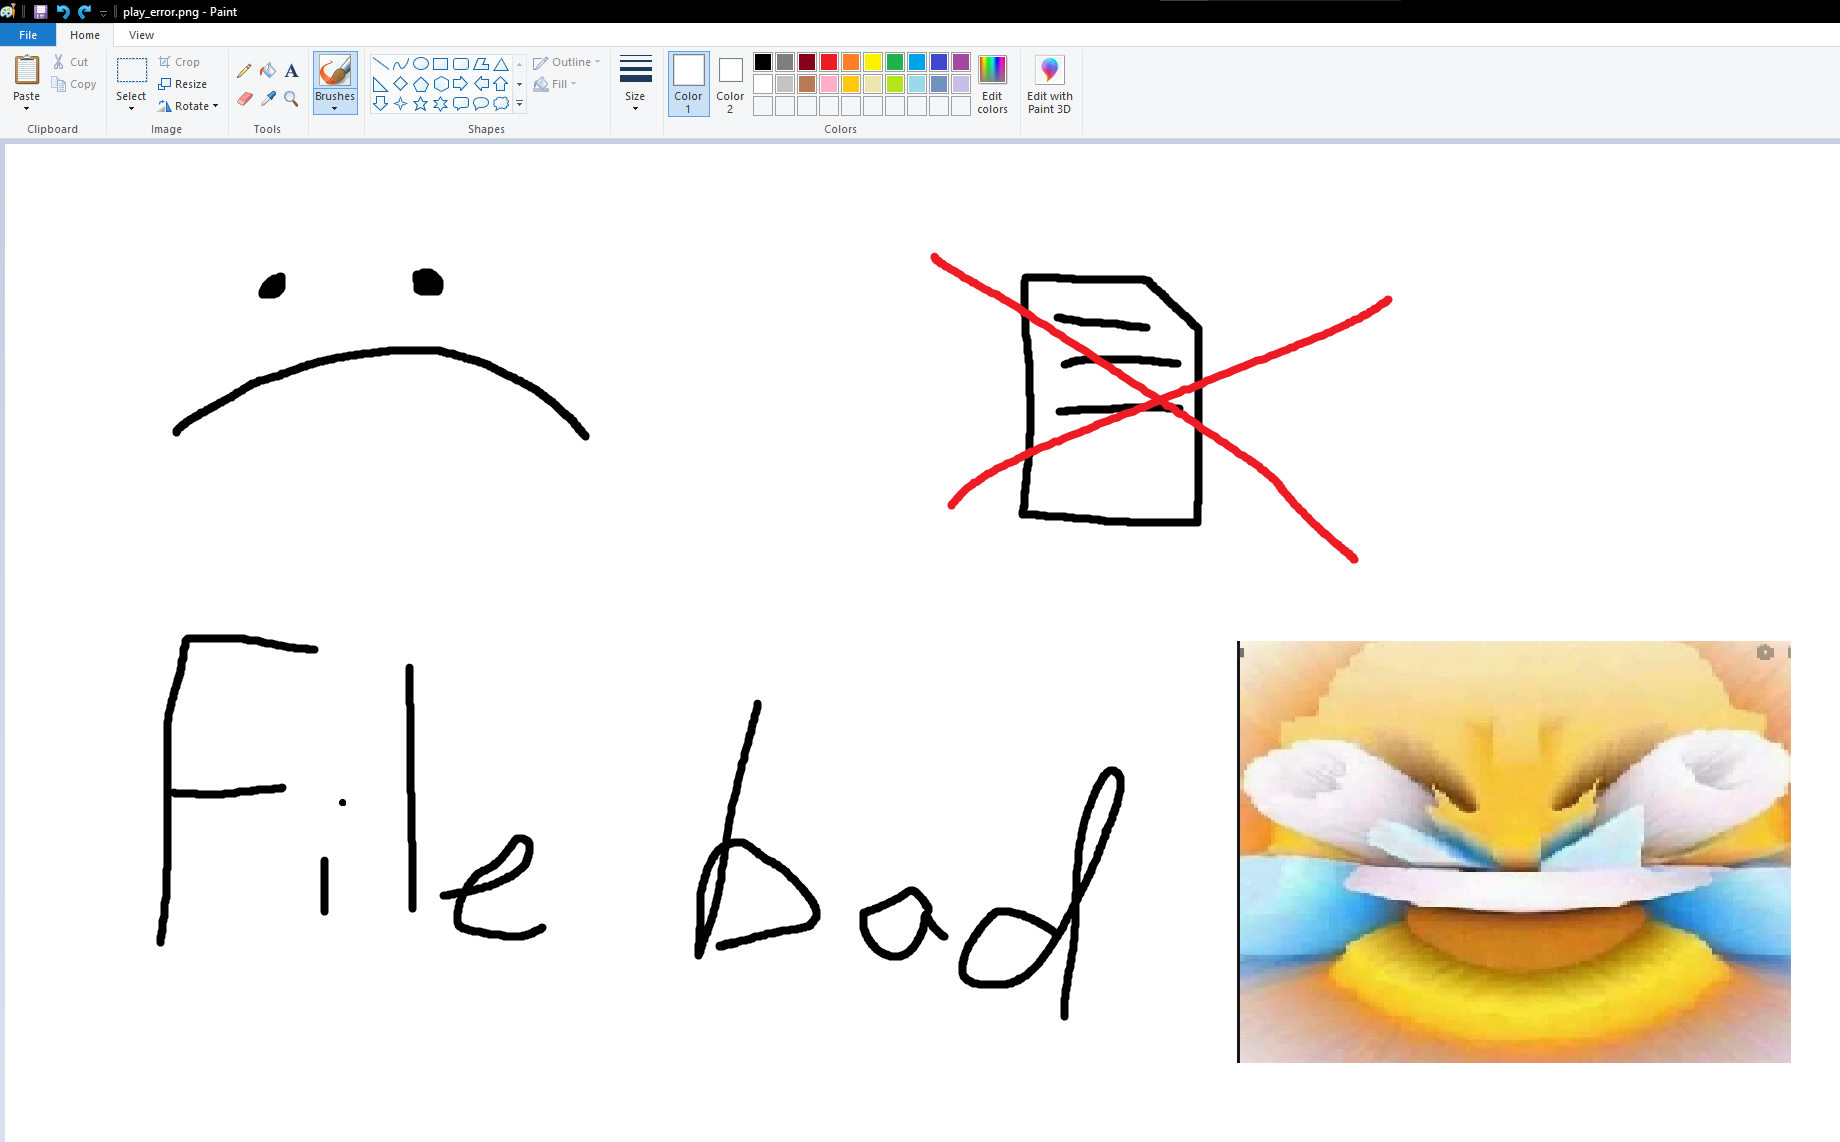 play_error.png - Paint
File Home View
Paste Cut Copy Clipboard
Select Crop Resize Rotate Image
A Tools
Brushes
Shapes Outline Fill
Size
Color 1 Color 2 Edit colors Colors
Edit with Paint 3D
File bad